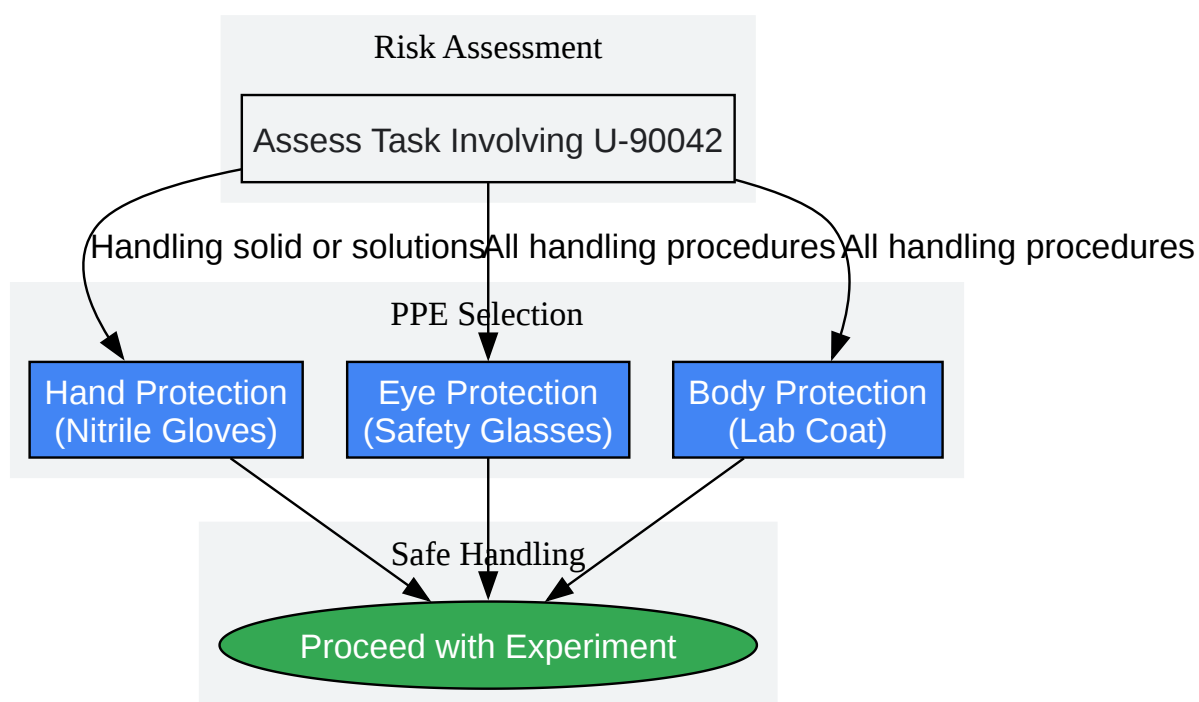 Risk Assessment
Assess Task Involving U-90042
Handling solid or solutions
All handling procedures
All handling procedures
PPE Selection
Hand Protection
(Nitrile Gloves)
Eye Protection
(Safety Glasses)
Body Protection
(Lab Coat)
Safe Handling
Proceed with Experiment